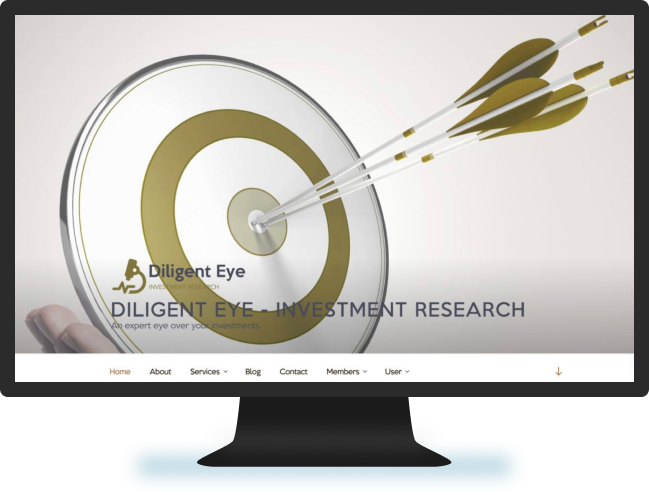 Diligent Eye
INVESTMENT RESEARCH
DILIGENT EYE - INVESTMENT RESEARCH
An expert eye over your investments.
Home About Services Blog Contact Members User